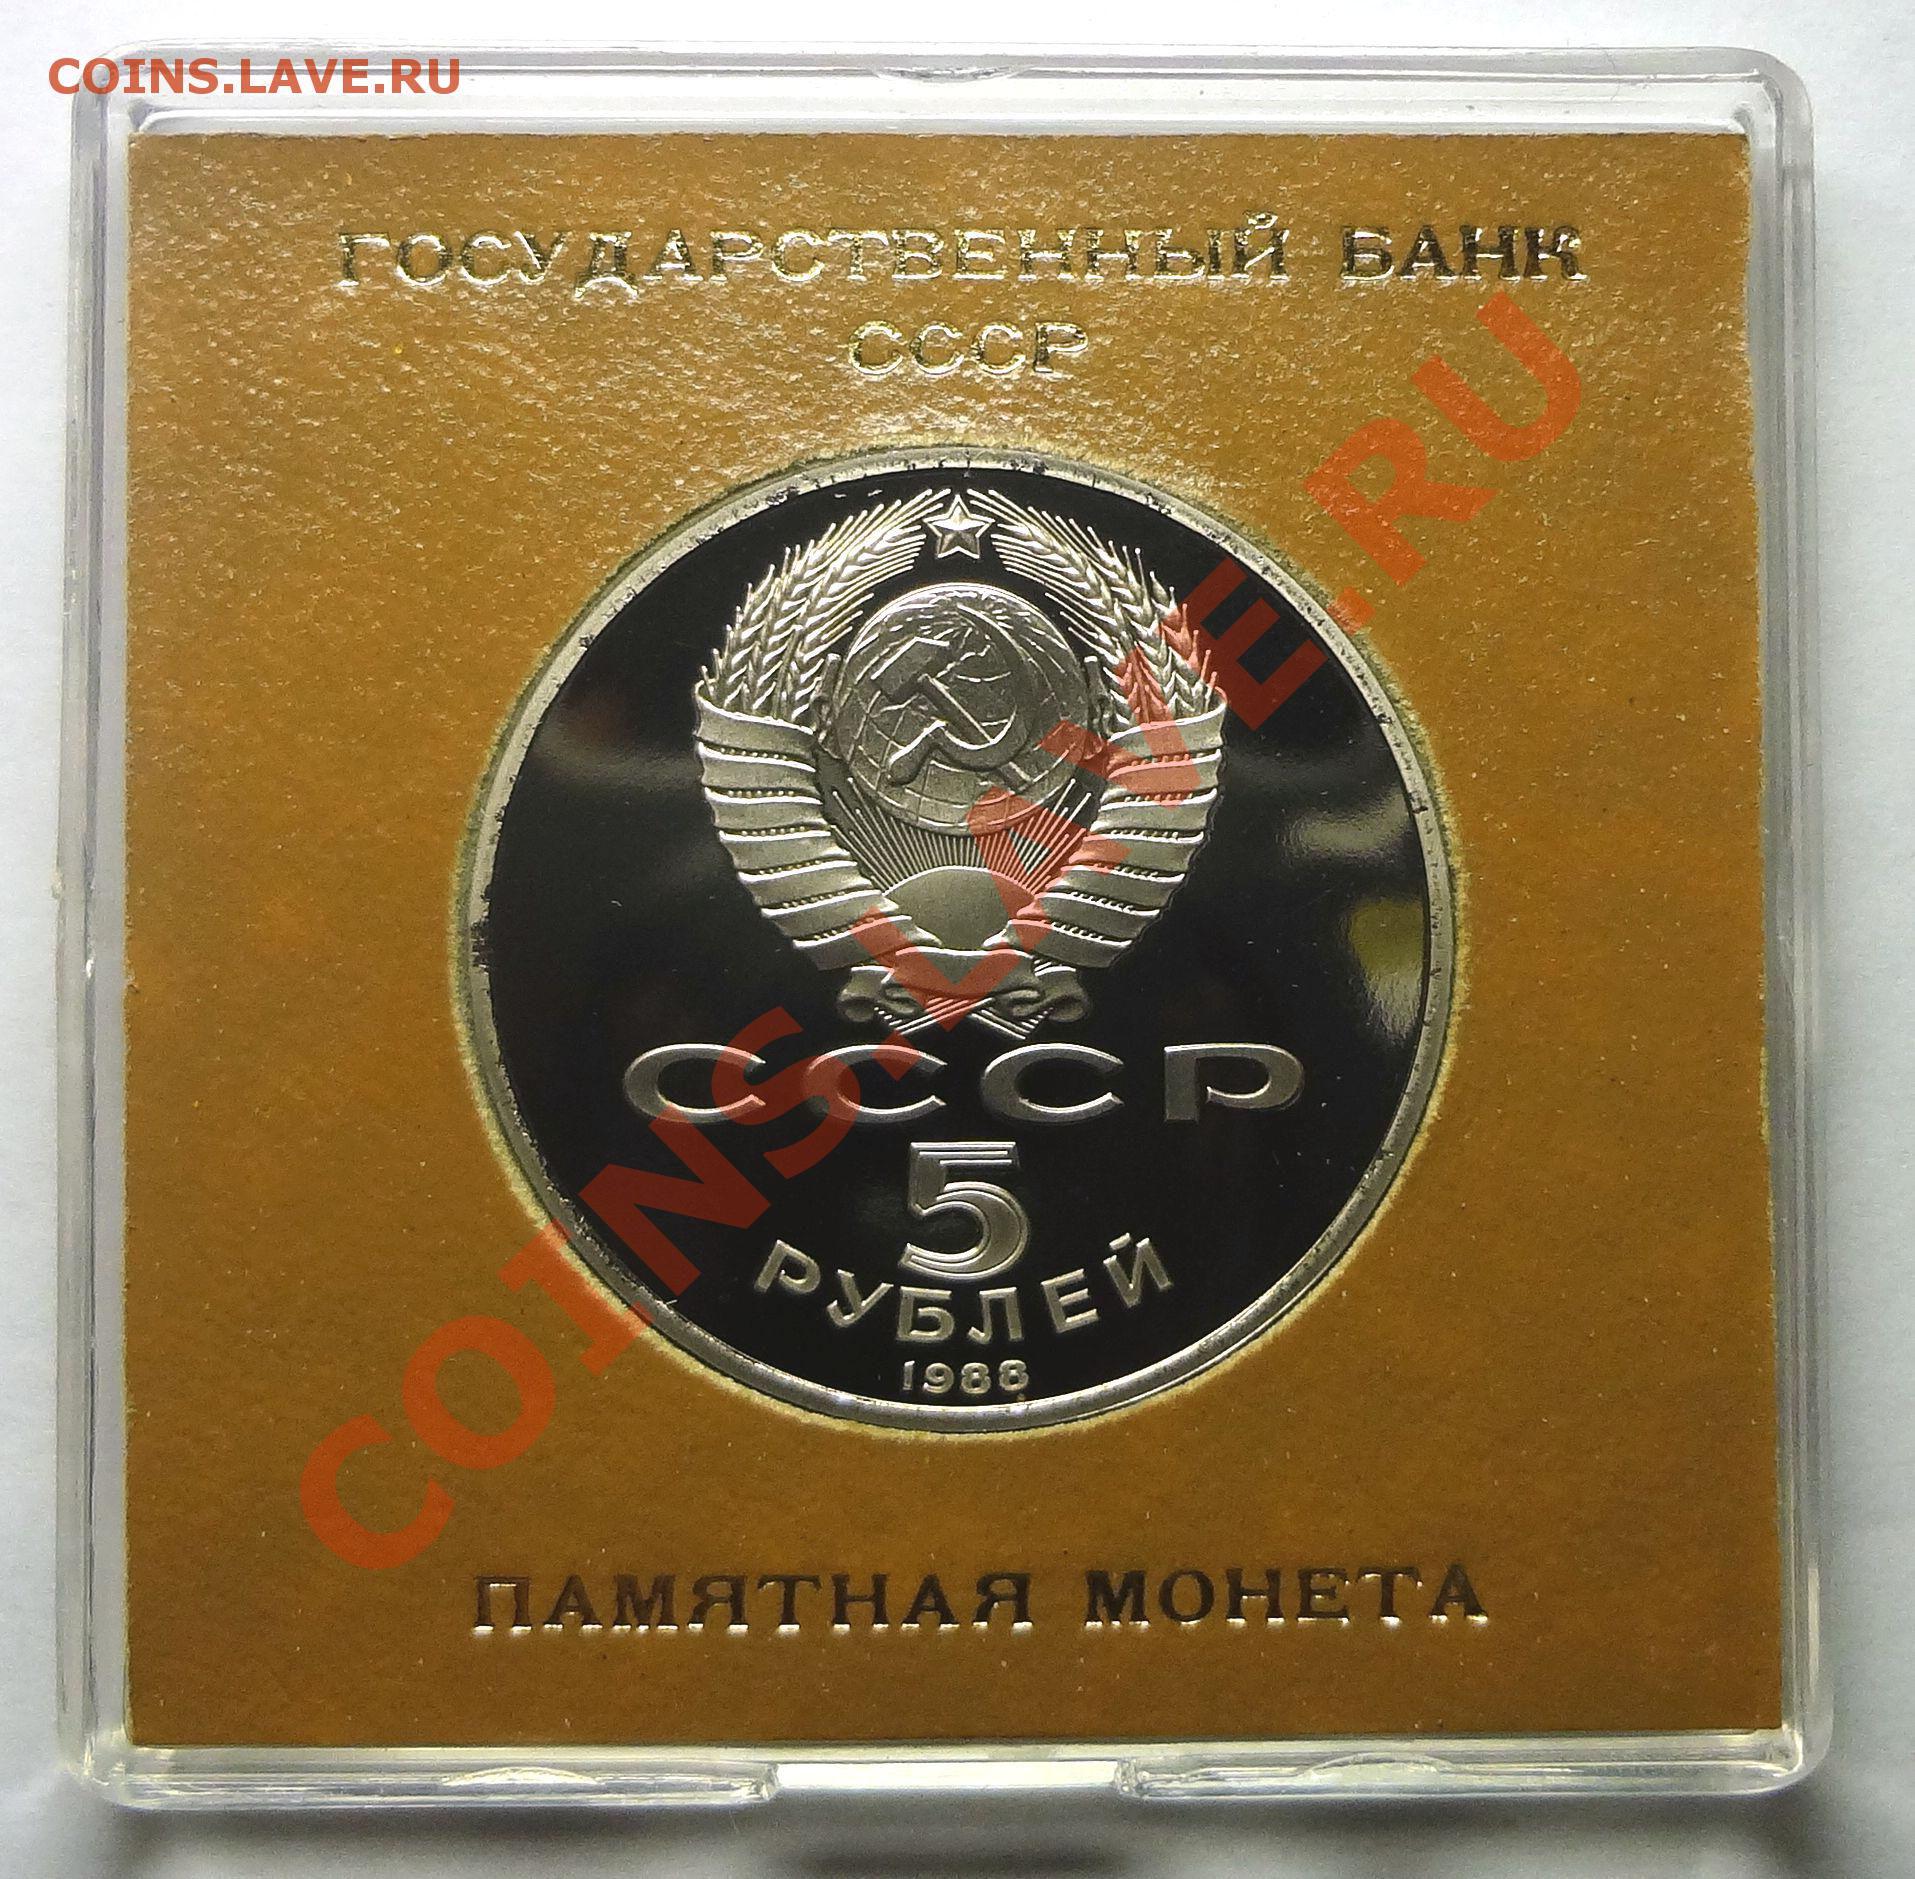 COINS.LAVE.RU
ГОСУДАРСТВЕННЫЙ БАНК
СССР
СССР
5
РУБЛЕЙ
1988
ПАМЯТНАЯ МОНЕТА
COINS.LAVE.RU